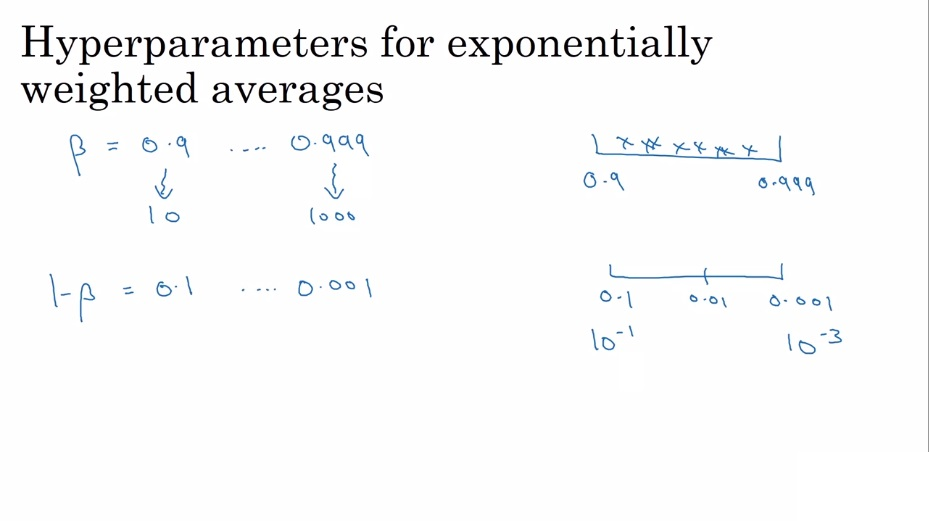 Hyperparameters for exponentially
weighted averages
β = 0.9 .... 0.999
10 1000
0.9 0.999
1-β = 0.1 .... 0.001
0.1 0.01 0.001
10⁻¹ 10⁻³